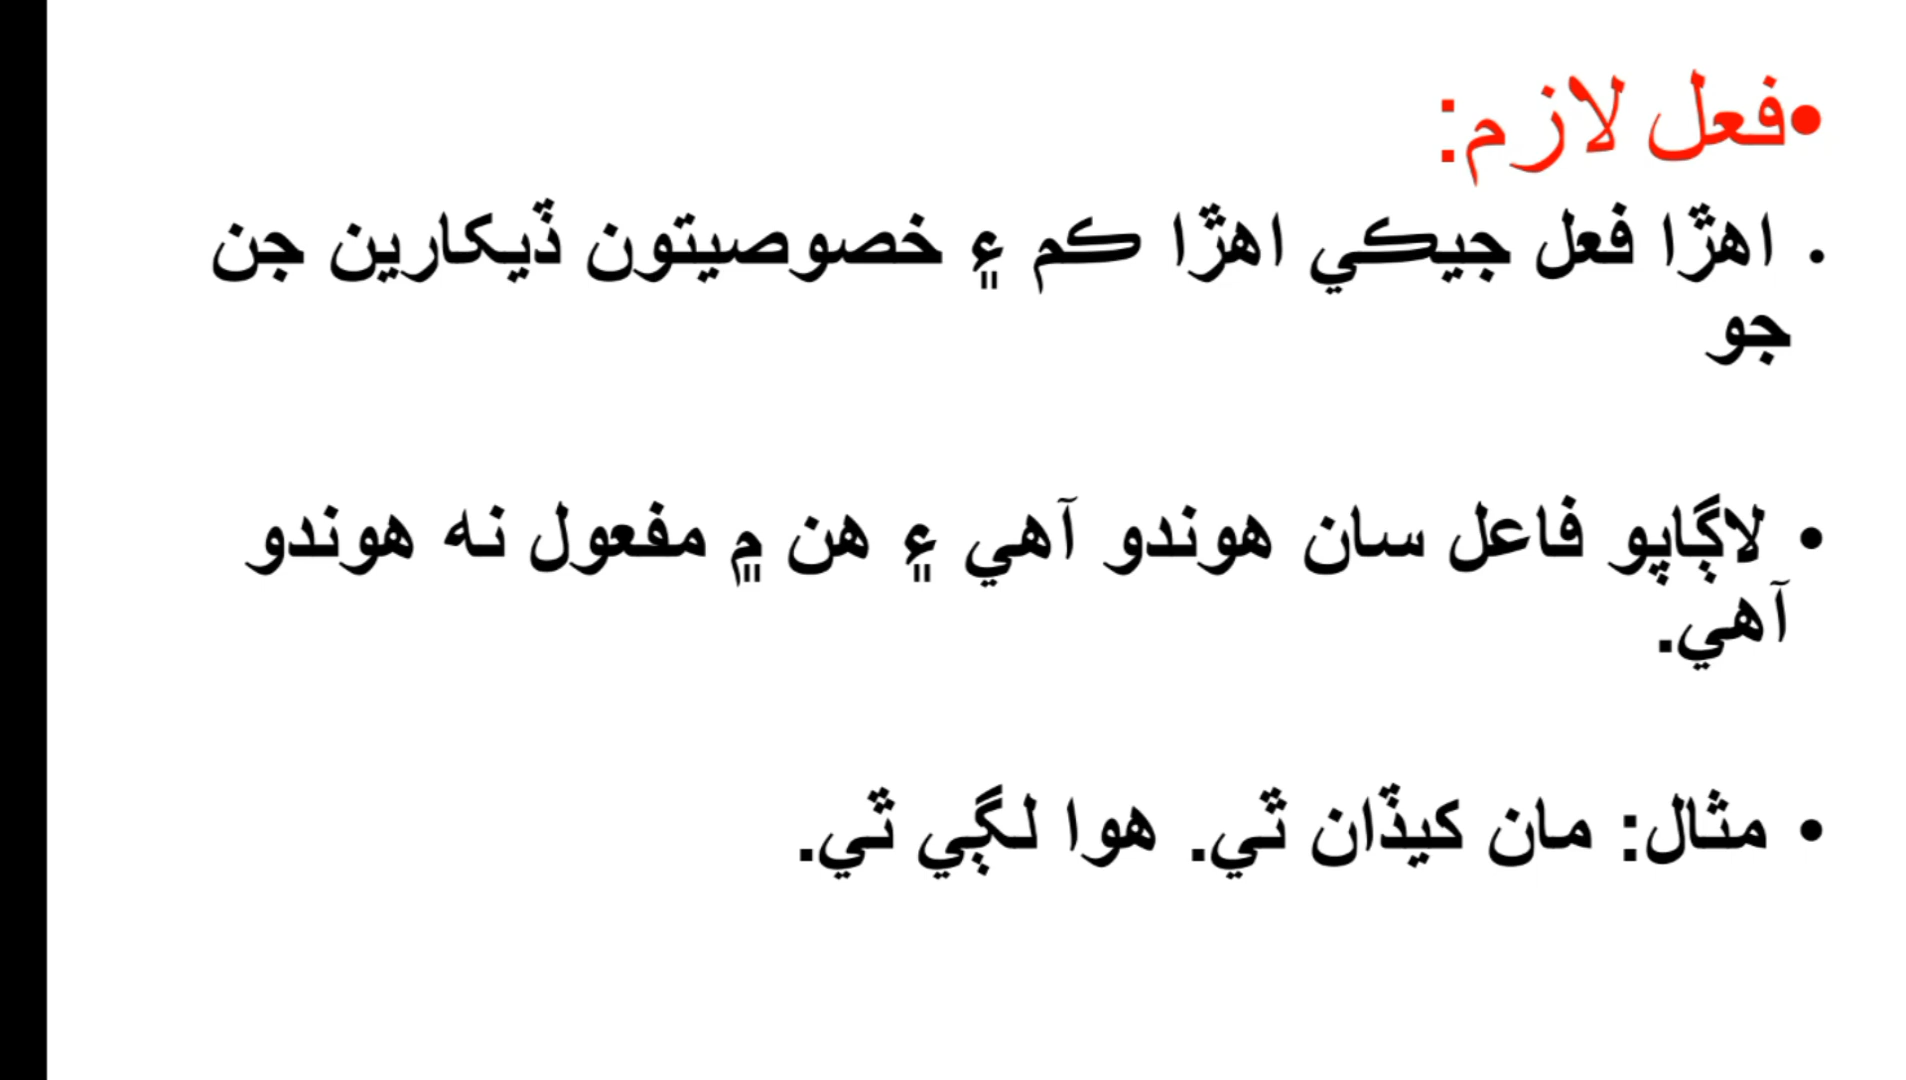 •فعل لازم:
. اهڙا فعل جيڪي اهڙا ڪم ۽ خصوصيتون ڏيکارين جن
جو
• لاڳاپو فاعل سان هوندو آهي ۽ هن ۾ مفعول نه هوندو
آهي.
• مثال: مان کيڏان ٿي. هوا لڳي ٿي.